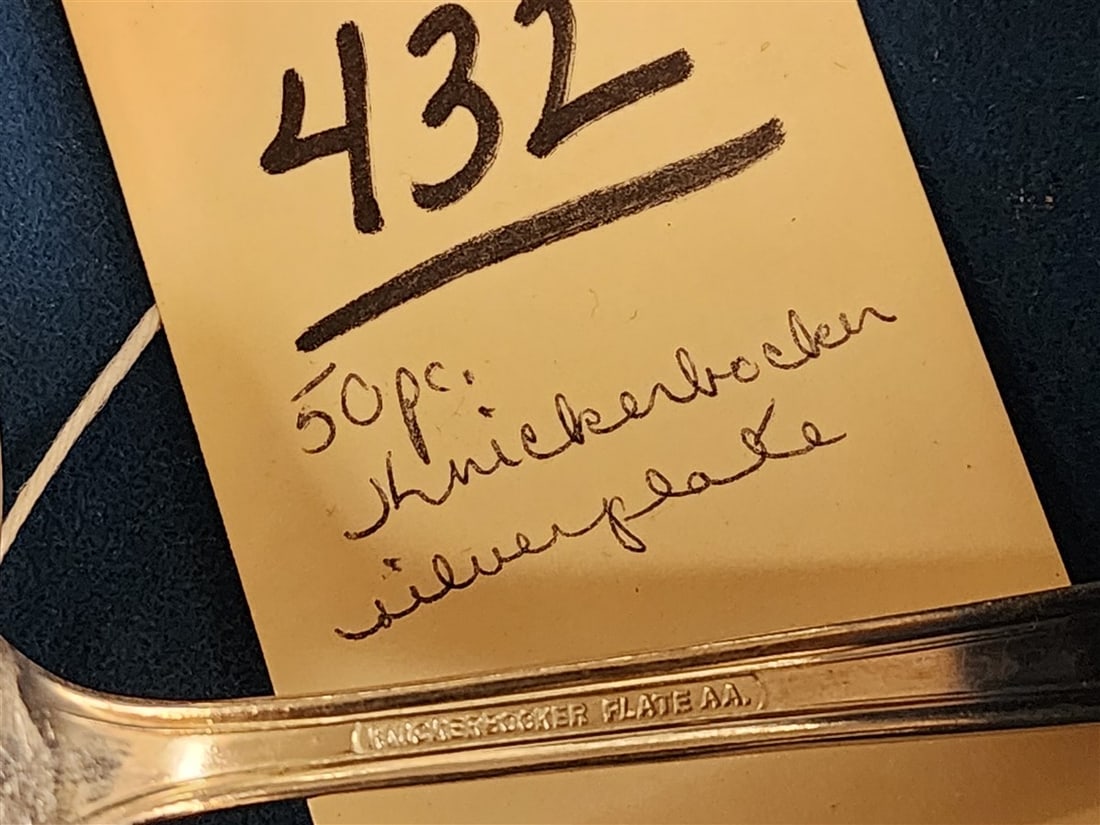 432
50pc.
Knickerbocker
silverplate
KNICKERBOCKER PLATE AA.